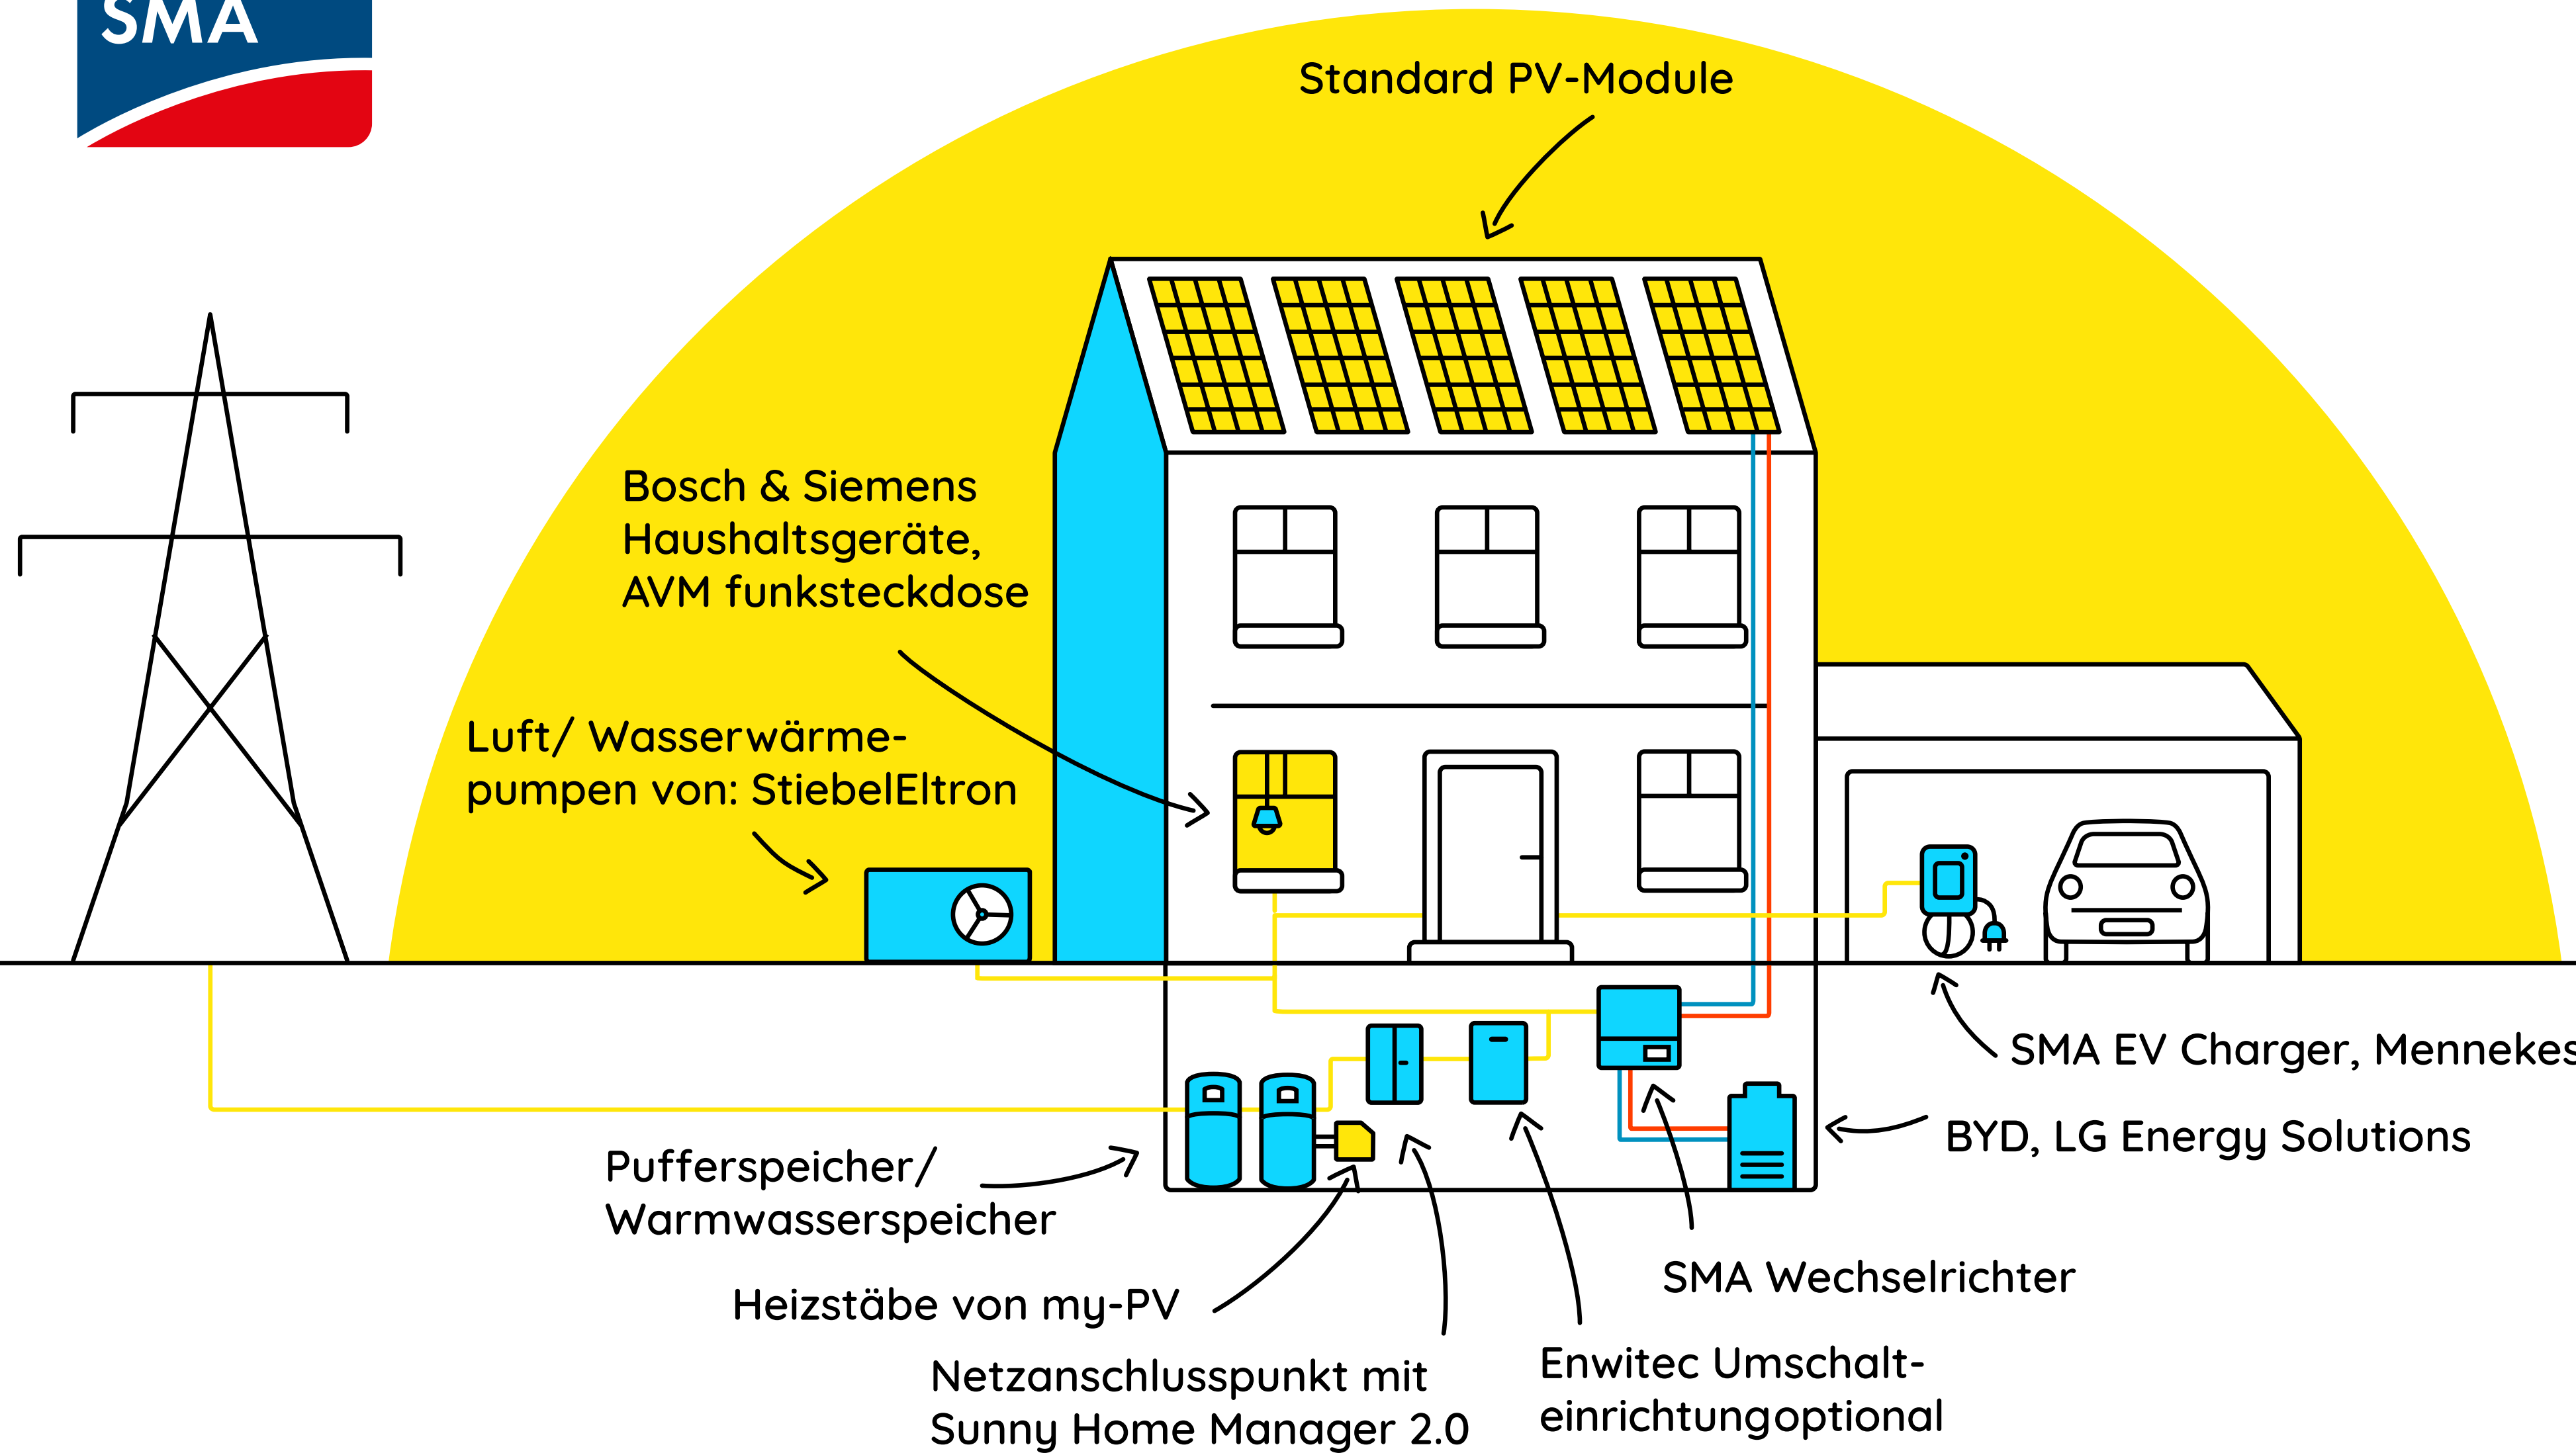 SMA
Standard PV-Module
Bosch & Siemens
Haushaltsgeräte,
AVM funksteckdose
Luft/ Wasserwärme-
pumpen von: StiebelEltron
SMA EV Charger, Mennekes
BYD, LG Energy Solutions
Pufferspeicher/
Warmwasserspeicher
SMA Wechselrichter
Heizstäbe von my-PV
Netzanschlusspunkt mit
Sunny Home Manager 2.0
Enwitec Umschalt-
einrichtungoptional